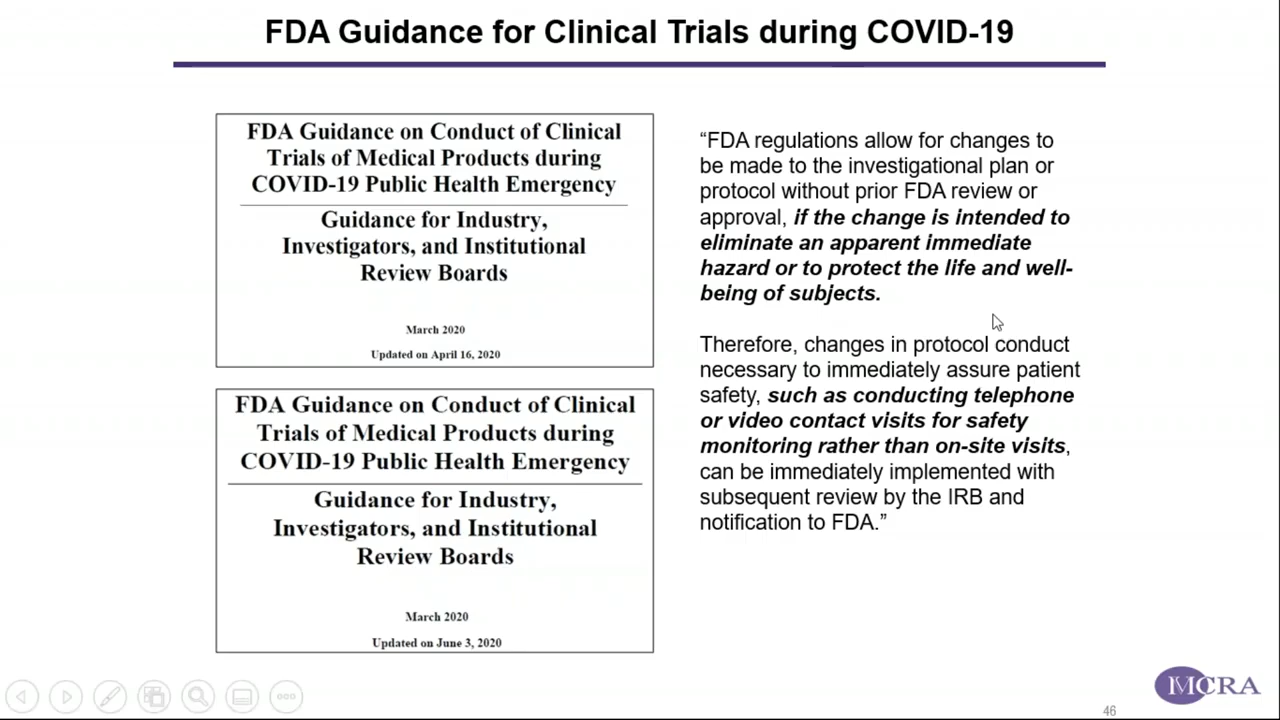 FDA Guidance for Clinical Trials during COVID-19
FDA Guidance on Conduct of Clinical
Trials of Medical Products during
COVID-19 Public Health Emergency
Guidance for Industry,
Investigators, and Institutional
Review Boards
March 2020
Updated on April 16, 2020
FDA Guidance on Conduct of Clinical
Trials of Medical Products during
COVID-19 Public Health Emergency
Guidance for Industry,
Investigators, and Institutional
Review Boards
March 2020
Updated on June 3, 2020
“FDA regulations allow for changes to
be made to the investigational plan or
protocol without prior FDA review or
approval, if the change is intended to
eliminate an apparent immediate
hazard or to protect the life and well-
being of subjects.
Therefore, changes in protocol conduct
necessary to immediately assure patient
safety, such as conducting telephone
or video contact visits for safety
monitoring rather than on-site visits,
can be immediately implemented with
subsequent review by the IRB and
notification to FDA.”
MCRA
46